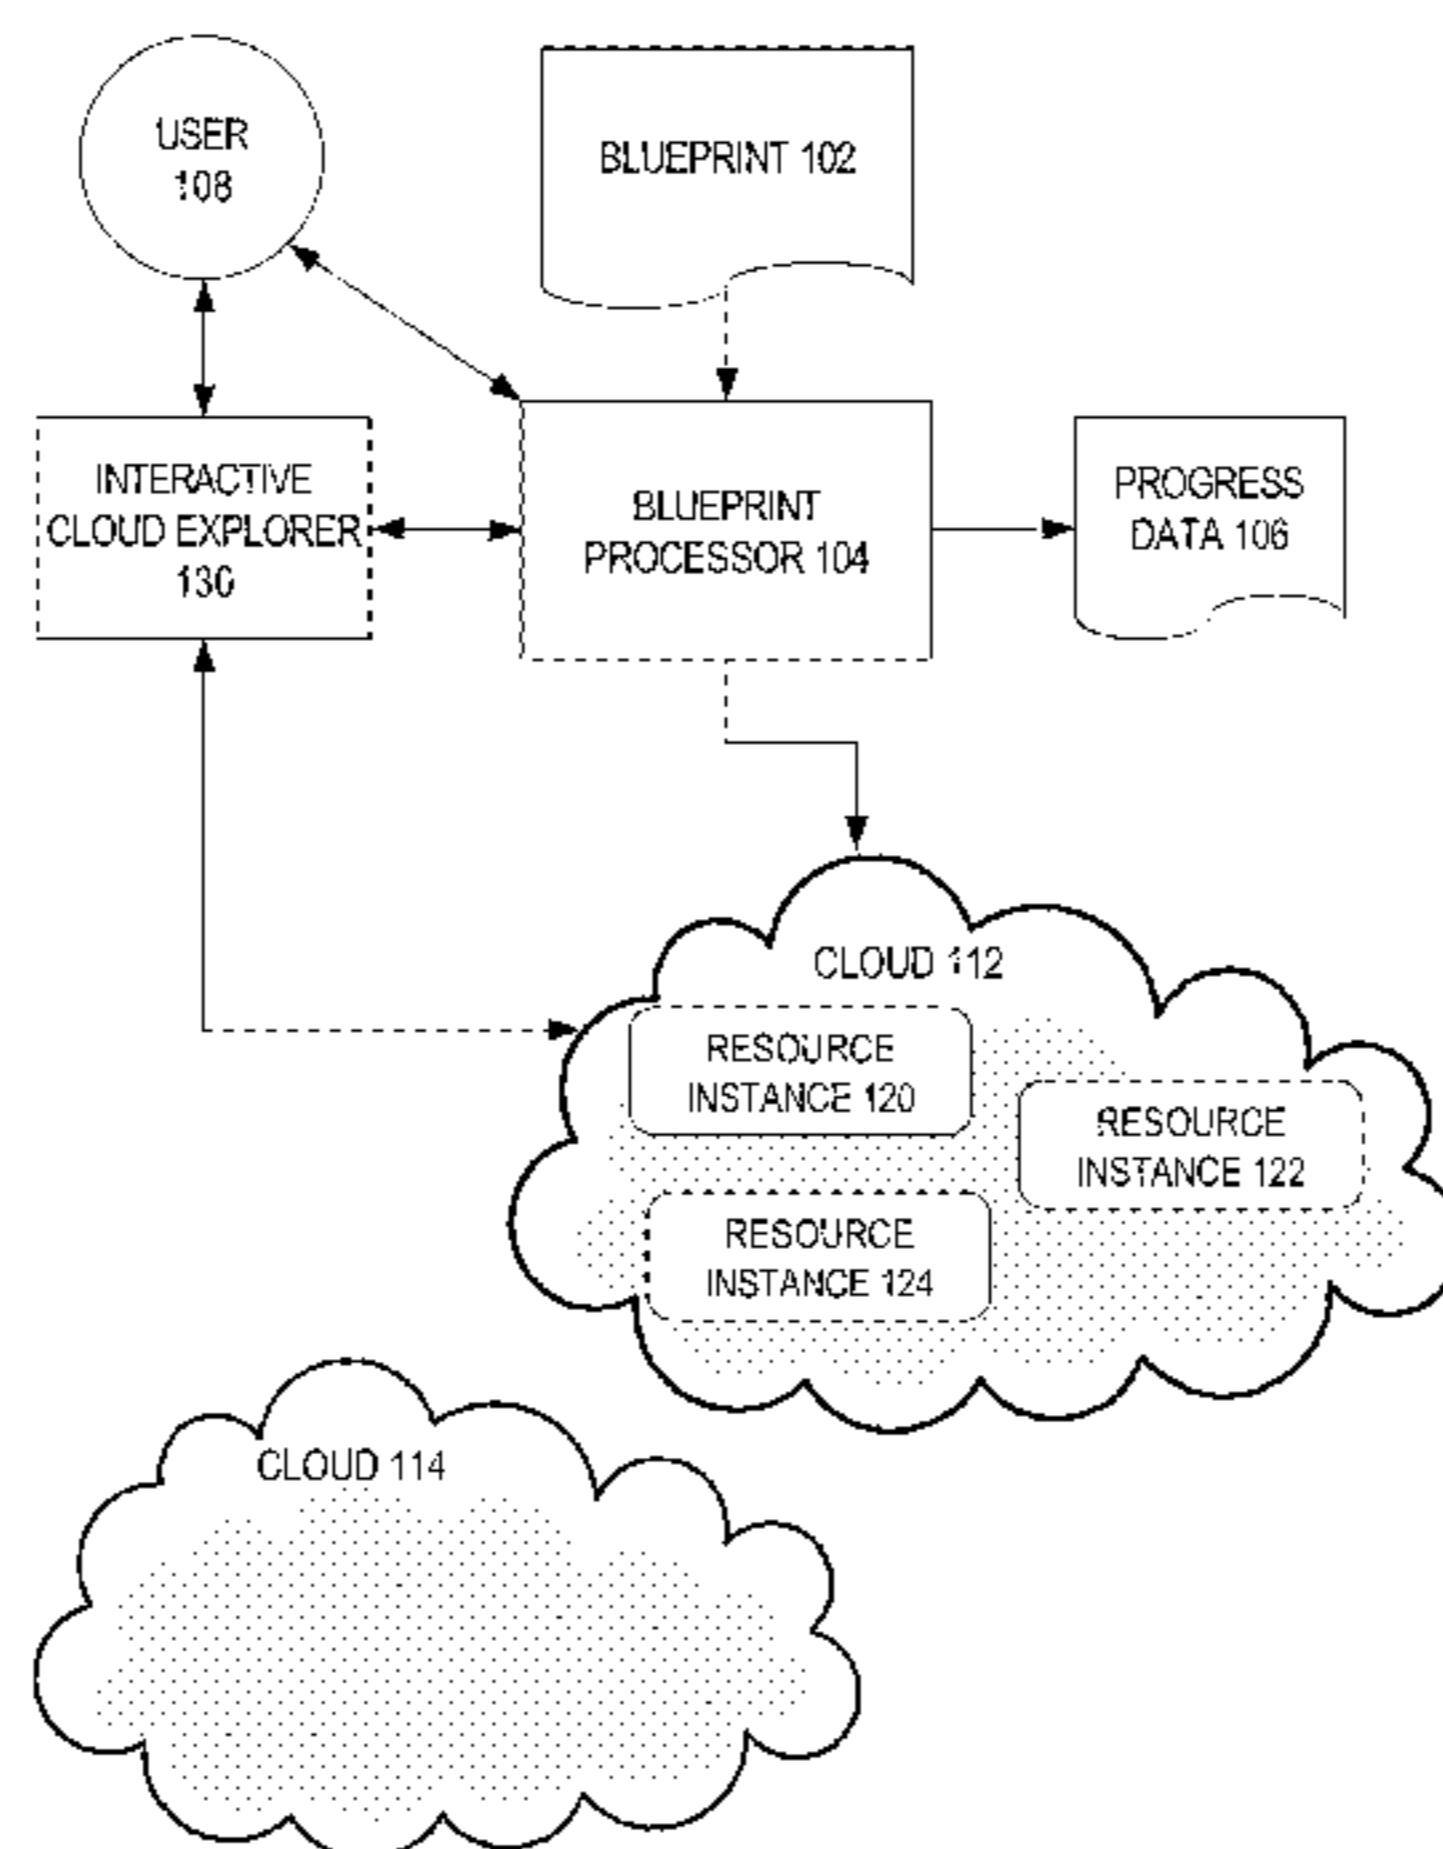 USER
108
BLUEPRINT 102
INTERACTIVE
CLOUD EXPLORER
130
BLUEPRINT
PROCESSOR 104
PROGRESS
DATA 106
CLOUD 112
RESOURCE
INSTANCE 120
RESOURCE
INSTANCE 122
RESOURCE
INSTANCE 124
CLOUD 114